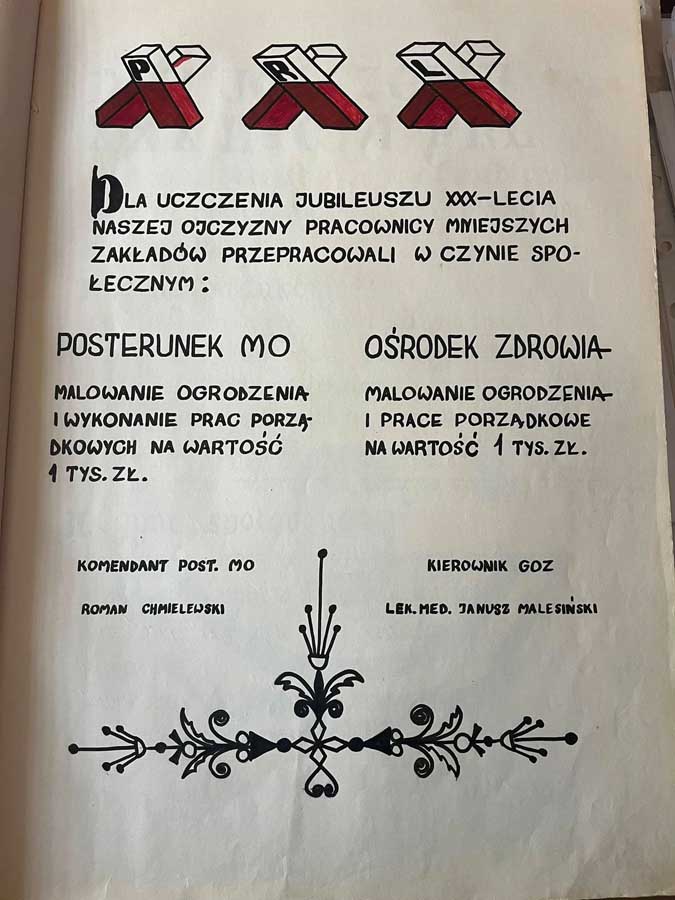 P R L
DLA UCZCZENIA JUBILEUSZU XXX-LECIA
NASZEJ OJCZYZNY PRACOWNICY MNIEJSZYCH
ZAKŁADÓW PRZEPRACOWALI W CZYNIE SPO-
ŁECZNYM:
POSTERUNEK MO
MALOWANIE OGRODZENIA
I WYKONANIE PRAC PORZĄ-
DKOWYCH NA WARTOŚĆ
1 TYS. ZŁ.
OŚRODEK ZDROWIA
MALOWANIE OGRODZENIA
I PRACE PORZĄDKOWE
NA WARTOŚĆ 1 TYS. ZŁ.
KOMENDANT POST. MO
ROMAN CHMIELEWSKI
KIEROWNIK GOZ
LEK. MED. JANUSZ MALESIŃSKI